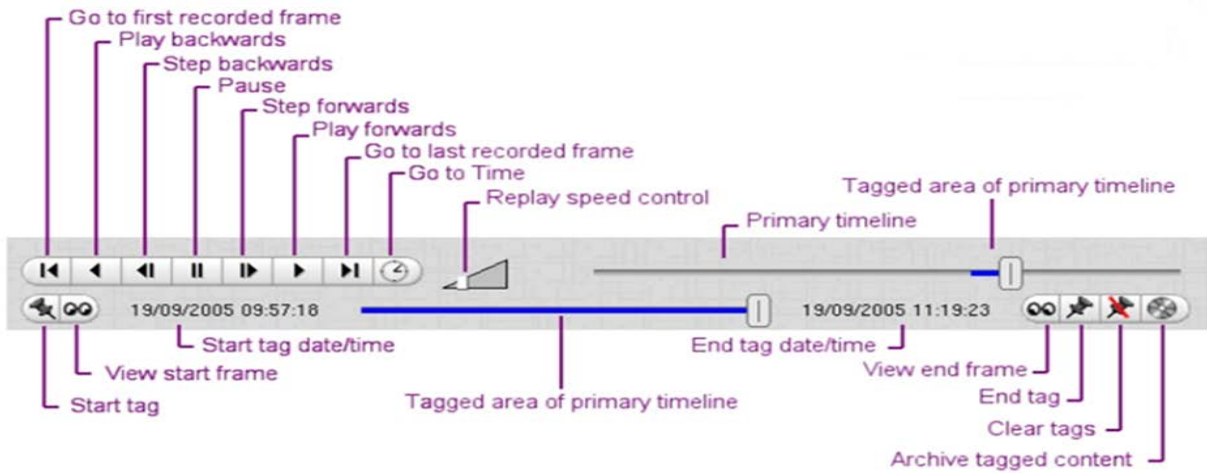 Go to first recorded frame
Play backwards
Step backwards
Pause
Step forwards
Play forwards
Go to last recorded frame
Go to Time
Replay speed control
Tagged area of primary timeline
Primary timeline
19/09/2005 09:57:18
19/09/2005 11:19:23
Start tag date/time
End tag date/time
View start frame
View end frame
Start tag
Tagged area of primary timeline
End tag
Clear tags
Archive tagged content